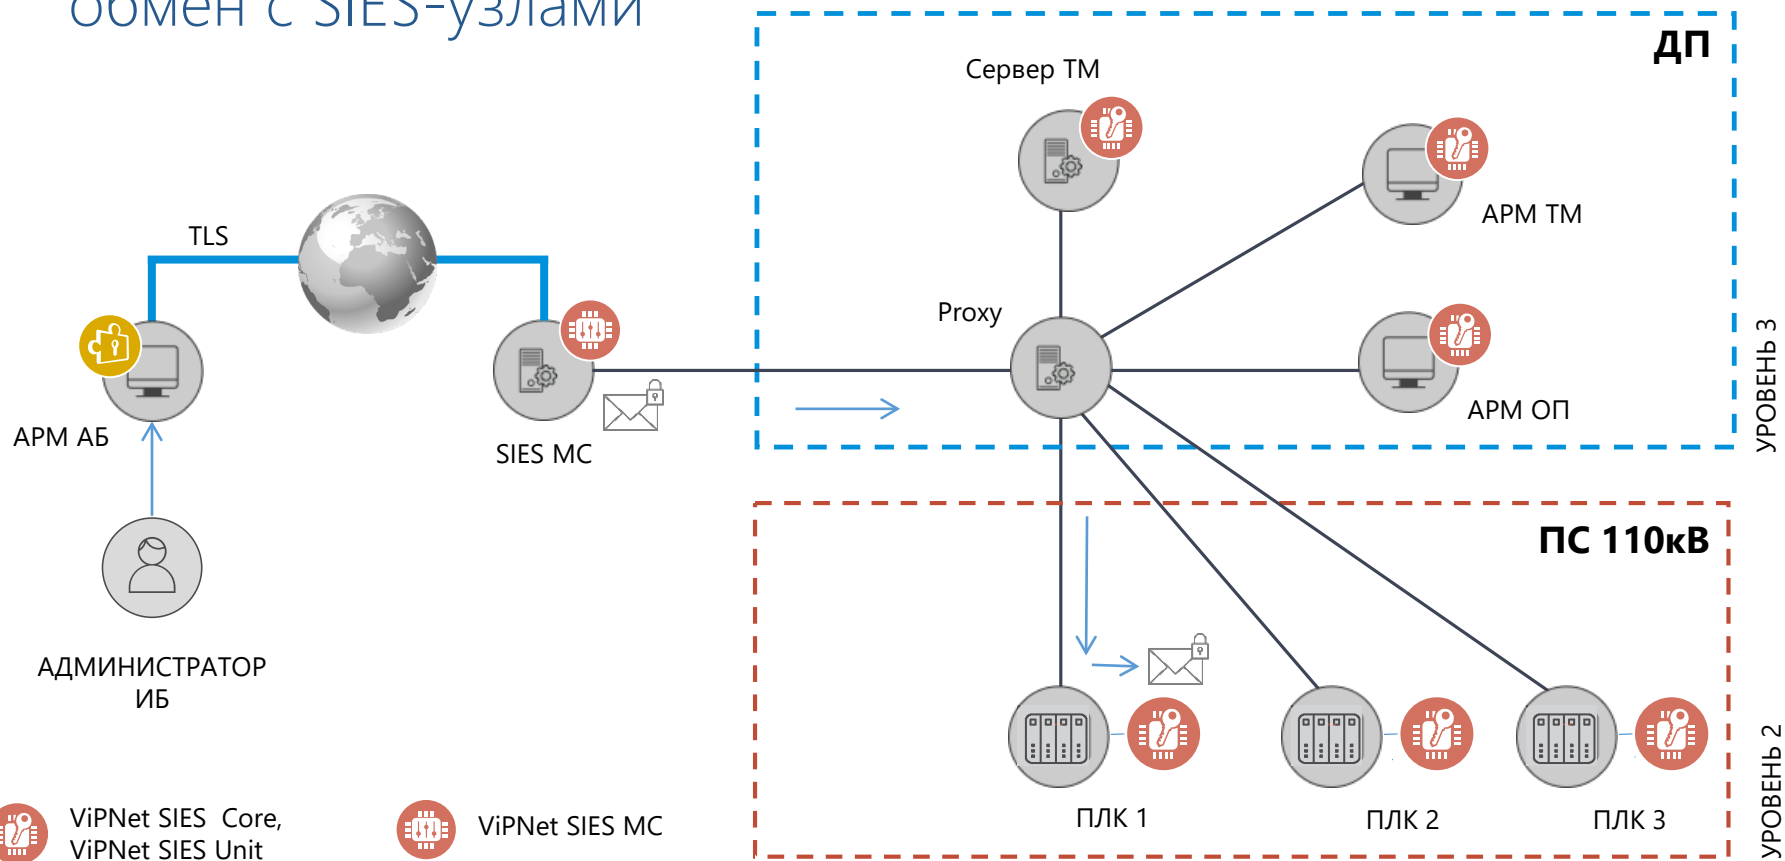 обмен с SIES-узлами
ДП
Сервер ТМ
АРМ ТМ
TLS
Proxy
УРОВЕНЬ 3
АРМ ОП
АРМ АБ
SIES MC
ПС 110кВ
АДМИНИСТРАТОР
ИБ
УРОВЕНЬ 2
ПЛК 1
ПЛК 2
ПЛК 3
ViPNet SIES Core,
ViPNet SIES Unit
ViPNet SIES MC